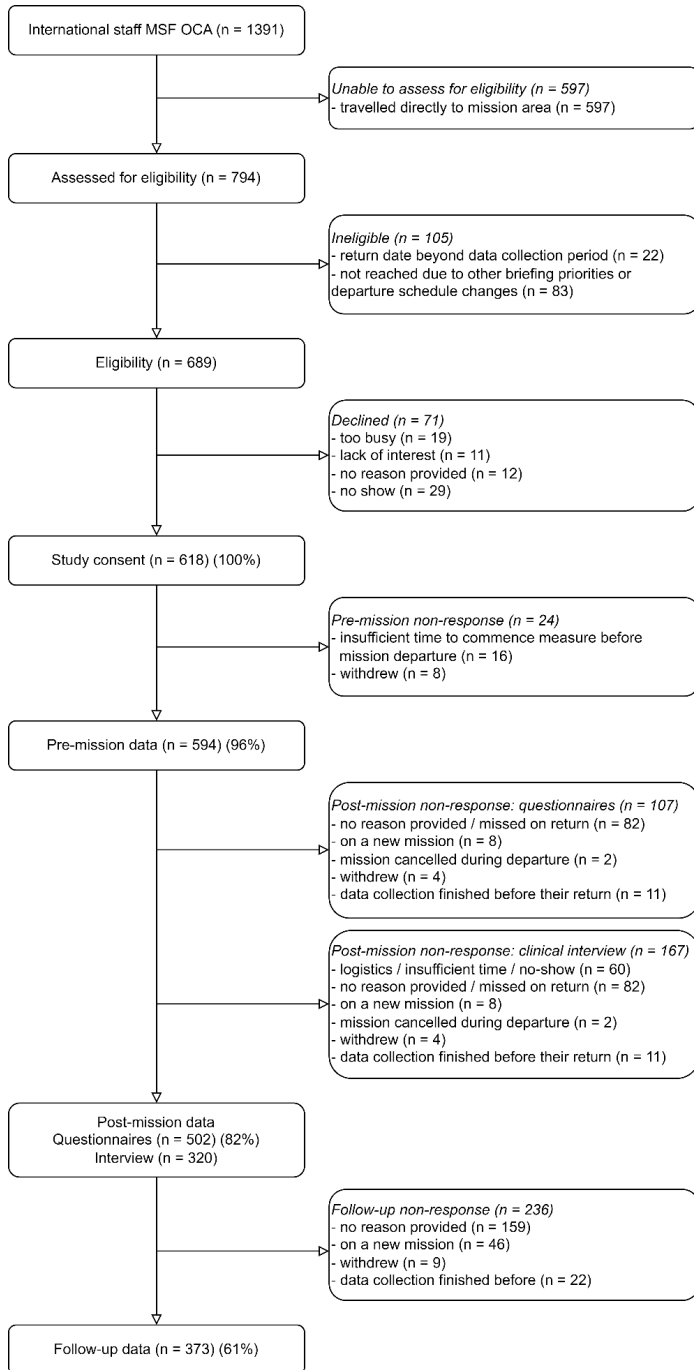 International staff MSF OCA (n = 1391)
Unable to assess for eligibility (n = 597)
- travelled directly to mission area (n = 597)
Assessed for eligibility (n = 794)
Ineligible (n = 105)
- return date beyond data collection period (n = 22)
- not reached due to other briefing priorities or
departure schedule changes (n = 83)
Eligibility (n = 689)
Declined (n = 71)
- too busy (n = 19)
- lack of interest (n = 11)
- no reason provided (n = 12)
- no show (n = 29)
Study consent (n = 618) (100%)
Pre-mission non-response (n = 24)
- insufficient time to commence measure before
mission departure (n = 16)
- withdrew (n = 8)
Pre-mission data (n = 594) (96%)
Post-mission non-response: questionnaires (n = 107)
- no reason provided / missed on return (n = 82)
- on a new mission (n = 8)
- mission cancelled during departure (n = 2)
- withdrew (n = 4)
- data collection finished before their return (n = 11)
Post-mission non-response: clinical interview (n = 167)
- logistics / insufficient time / no-show (n = 60)
- no reason provided / missed on return (n = 82)
- on a new mission (n = 8)
- mission cancelled during departure (n = 2)
- withdrew (n = 4)
- data collection finished before their return (n = 11)
Post-mission data
Questionnaires (n = 502) (82%)
Interview (n = 320)
Follow-up non-response (n = 236)
- no reason provided (n = 159)
- on a new mission (n = 46)
- withdrew (n = 9)
- data collection finished before (n = 22)
Follow-up data (n = 373) (61%)